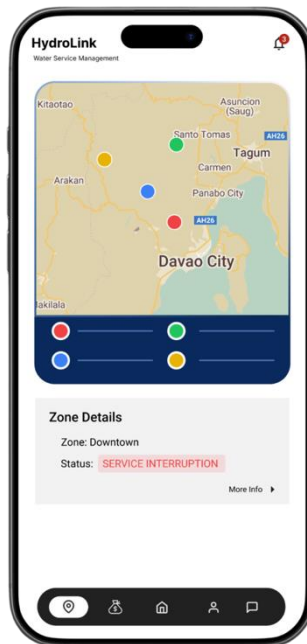 HydroLink
3
Water Service Management
Kitaotao
Asuncion
(Saug)
Santo Tomas
AH26
Tagum
Carmen
Arakan
Panabo City
AH26
Davao City
lakilala
Zone Details
Zone: Downtown
Status: SERVICE INTERRUPTION
More Info
$